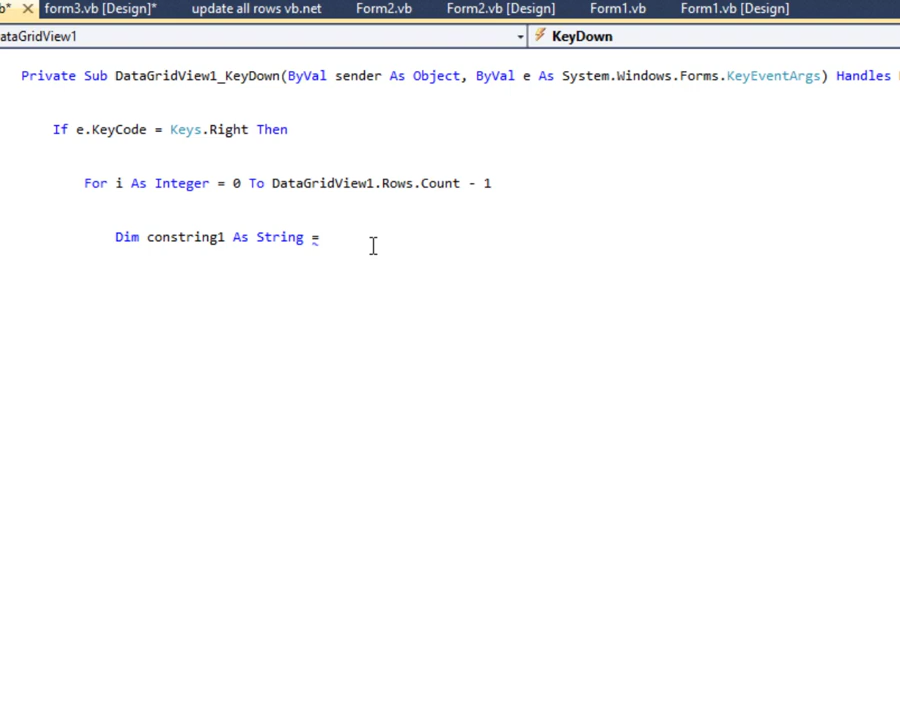 b* form3.vb [Design]* update all rows vb.net Form2.vb Form2.vb [Design] Form1.vb Form1.vb [Design]
ataGridView1 KeyDown
Private Sub DataGridView1_KeyDown(ByVal sender As Object, ByVal e As System.Windows.Forms.KeyEventArgs) Handles
If e.KeyCode = Keys.Right Then
For i As Integer = 0 To DataGridView1.Rows.Count - 1
Dim constring1 As String =